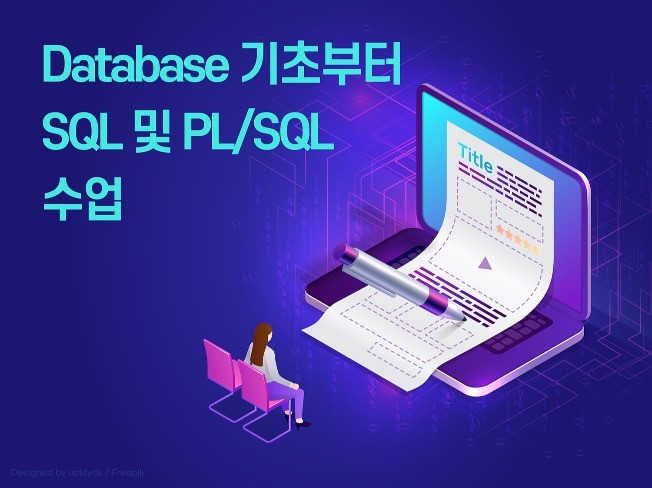 Database 기초부터
SQL 및 PL/SQL
수업
Title
Designed by upklyak / Freepik